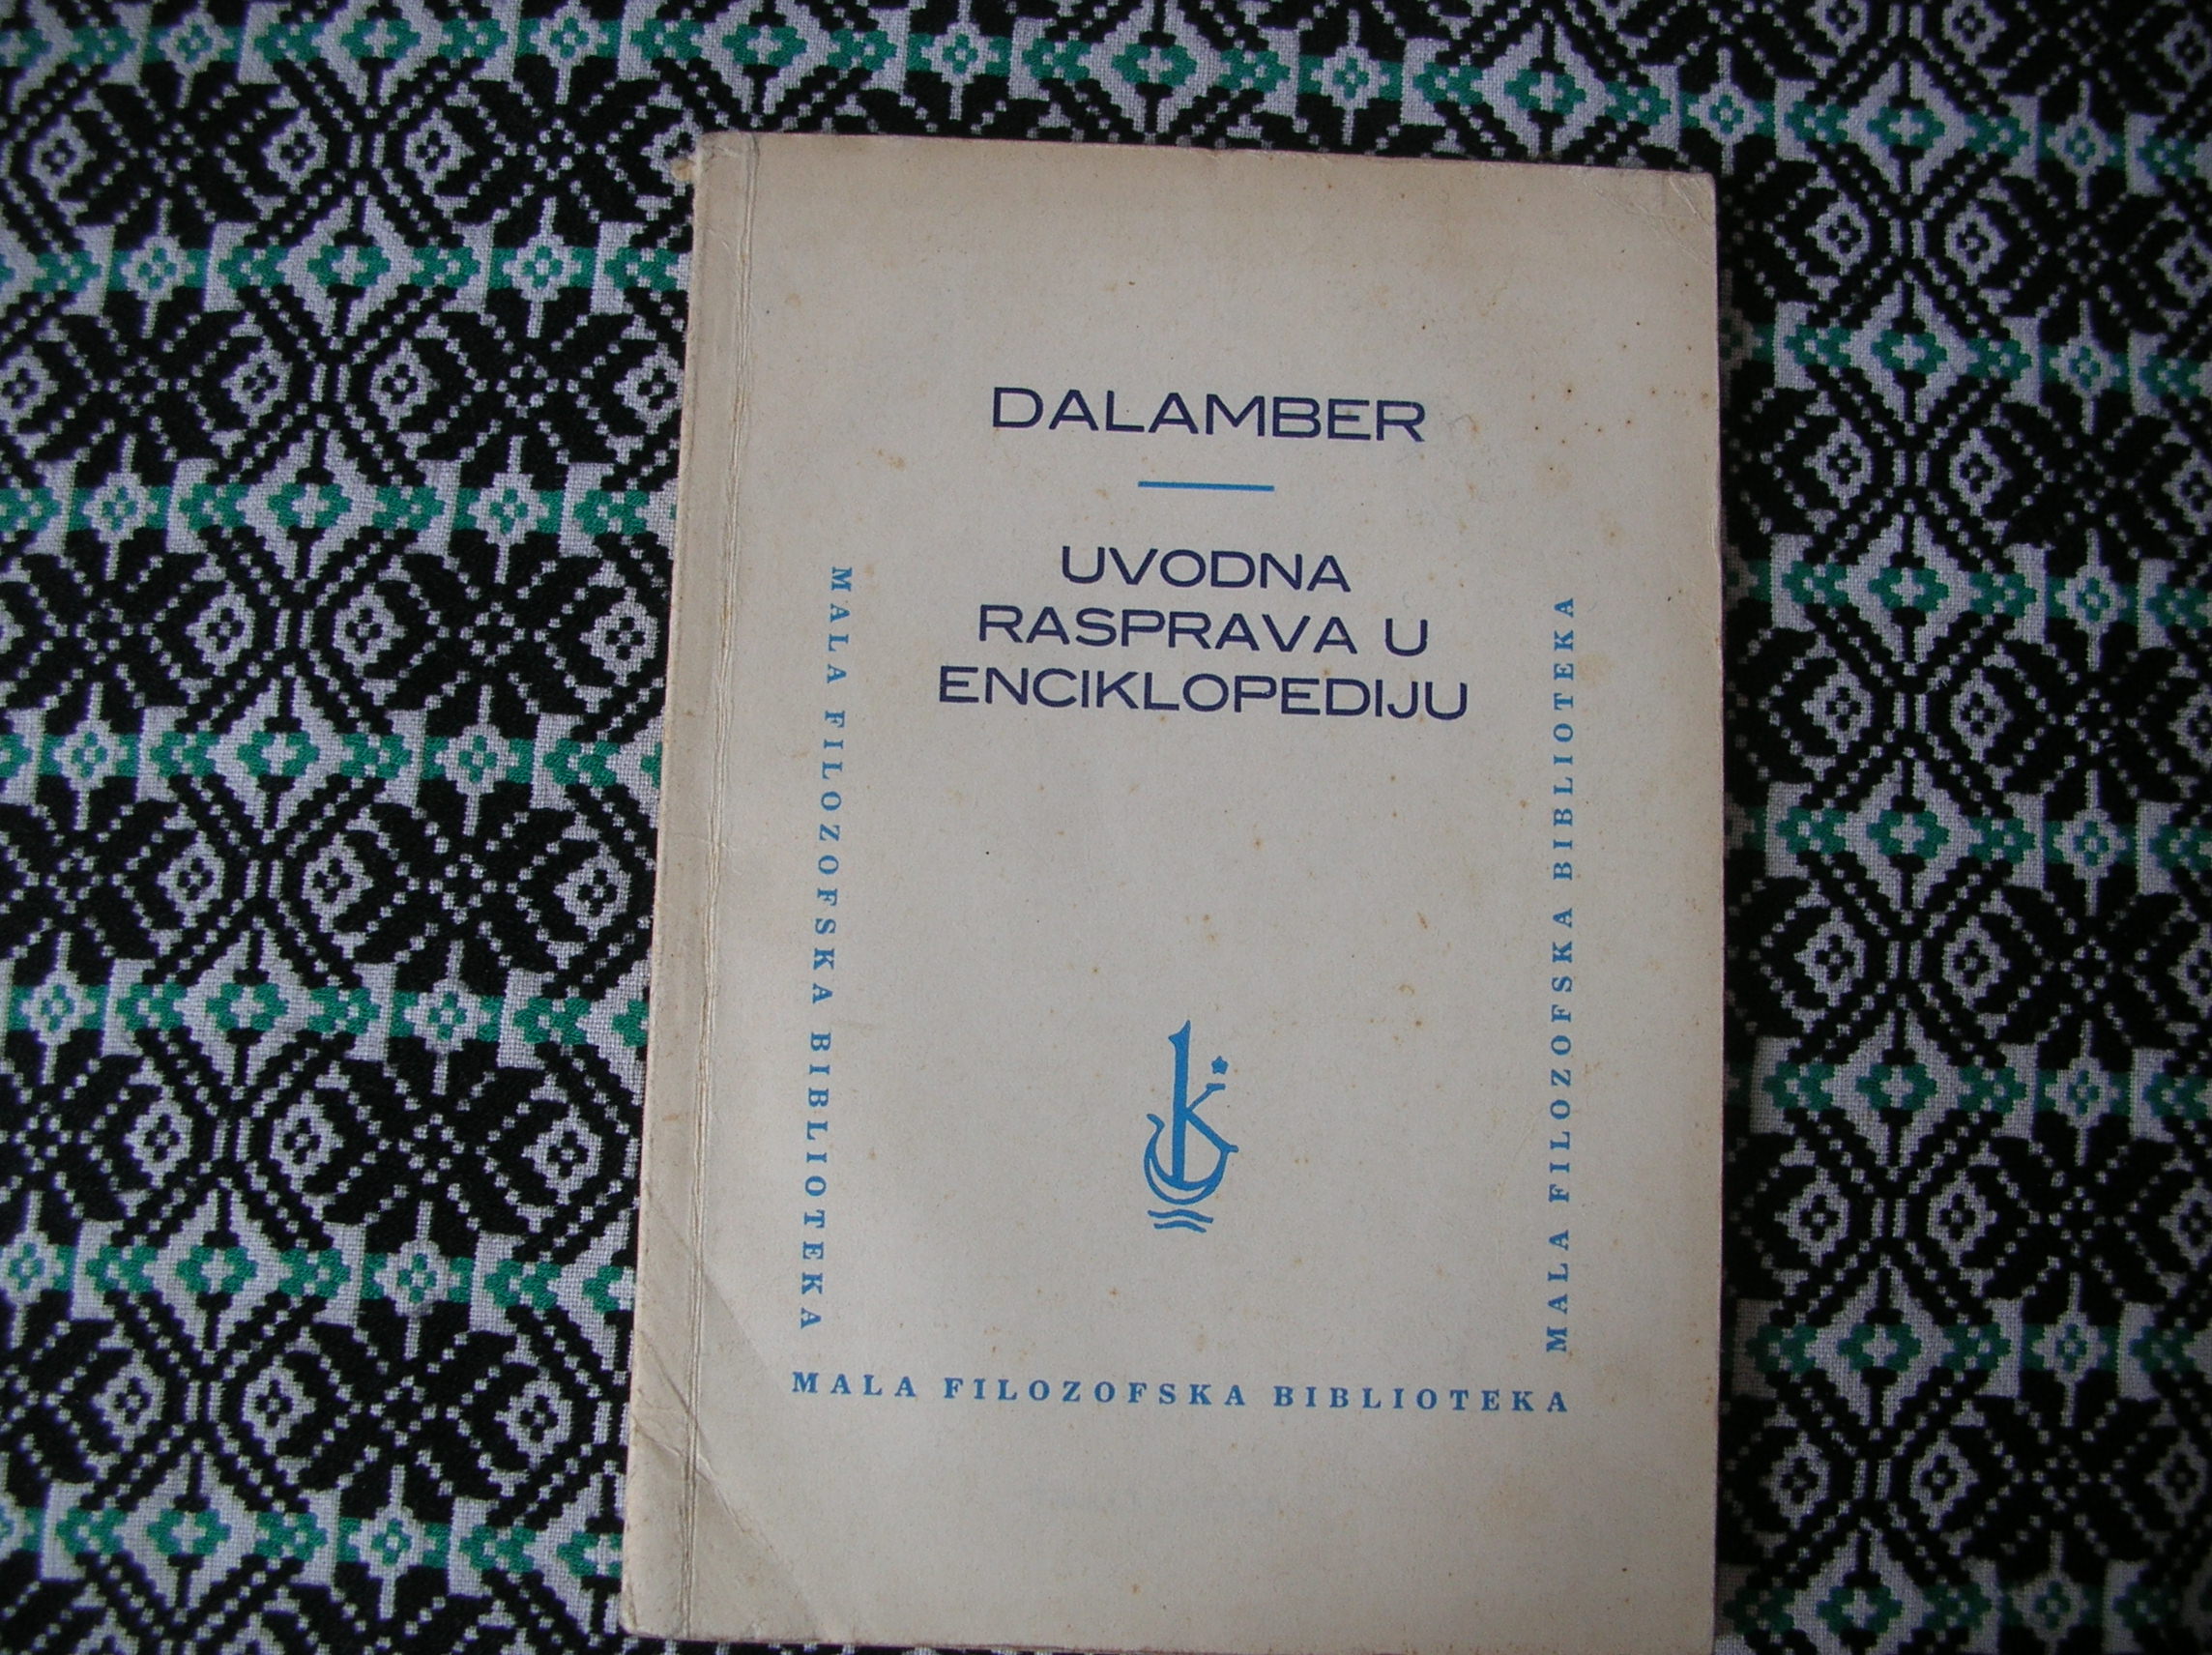 DALAMBER
UVODNA
RASPRAVA U
ENCIKLOPEDIJU
MALA FILOZOFSKA BIBLIOTEKA
MALA FILOZOFSKA BIBLIOTEKA
k
MALA FILOZOFSKA BIBLIOTEKA